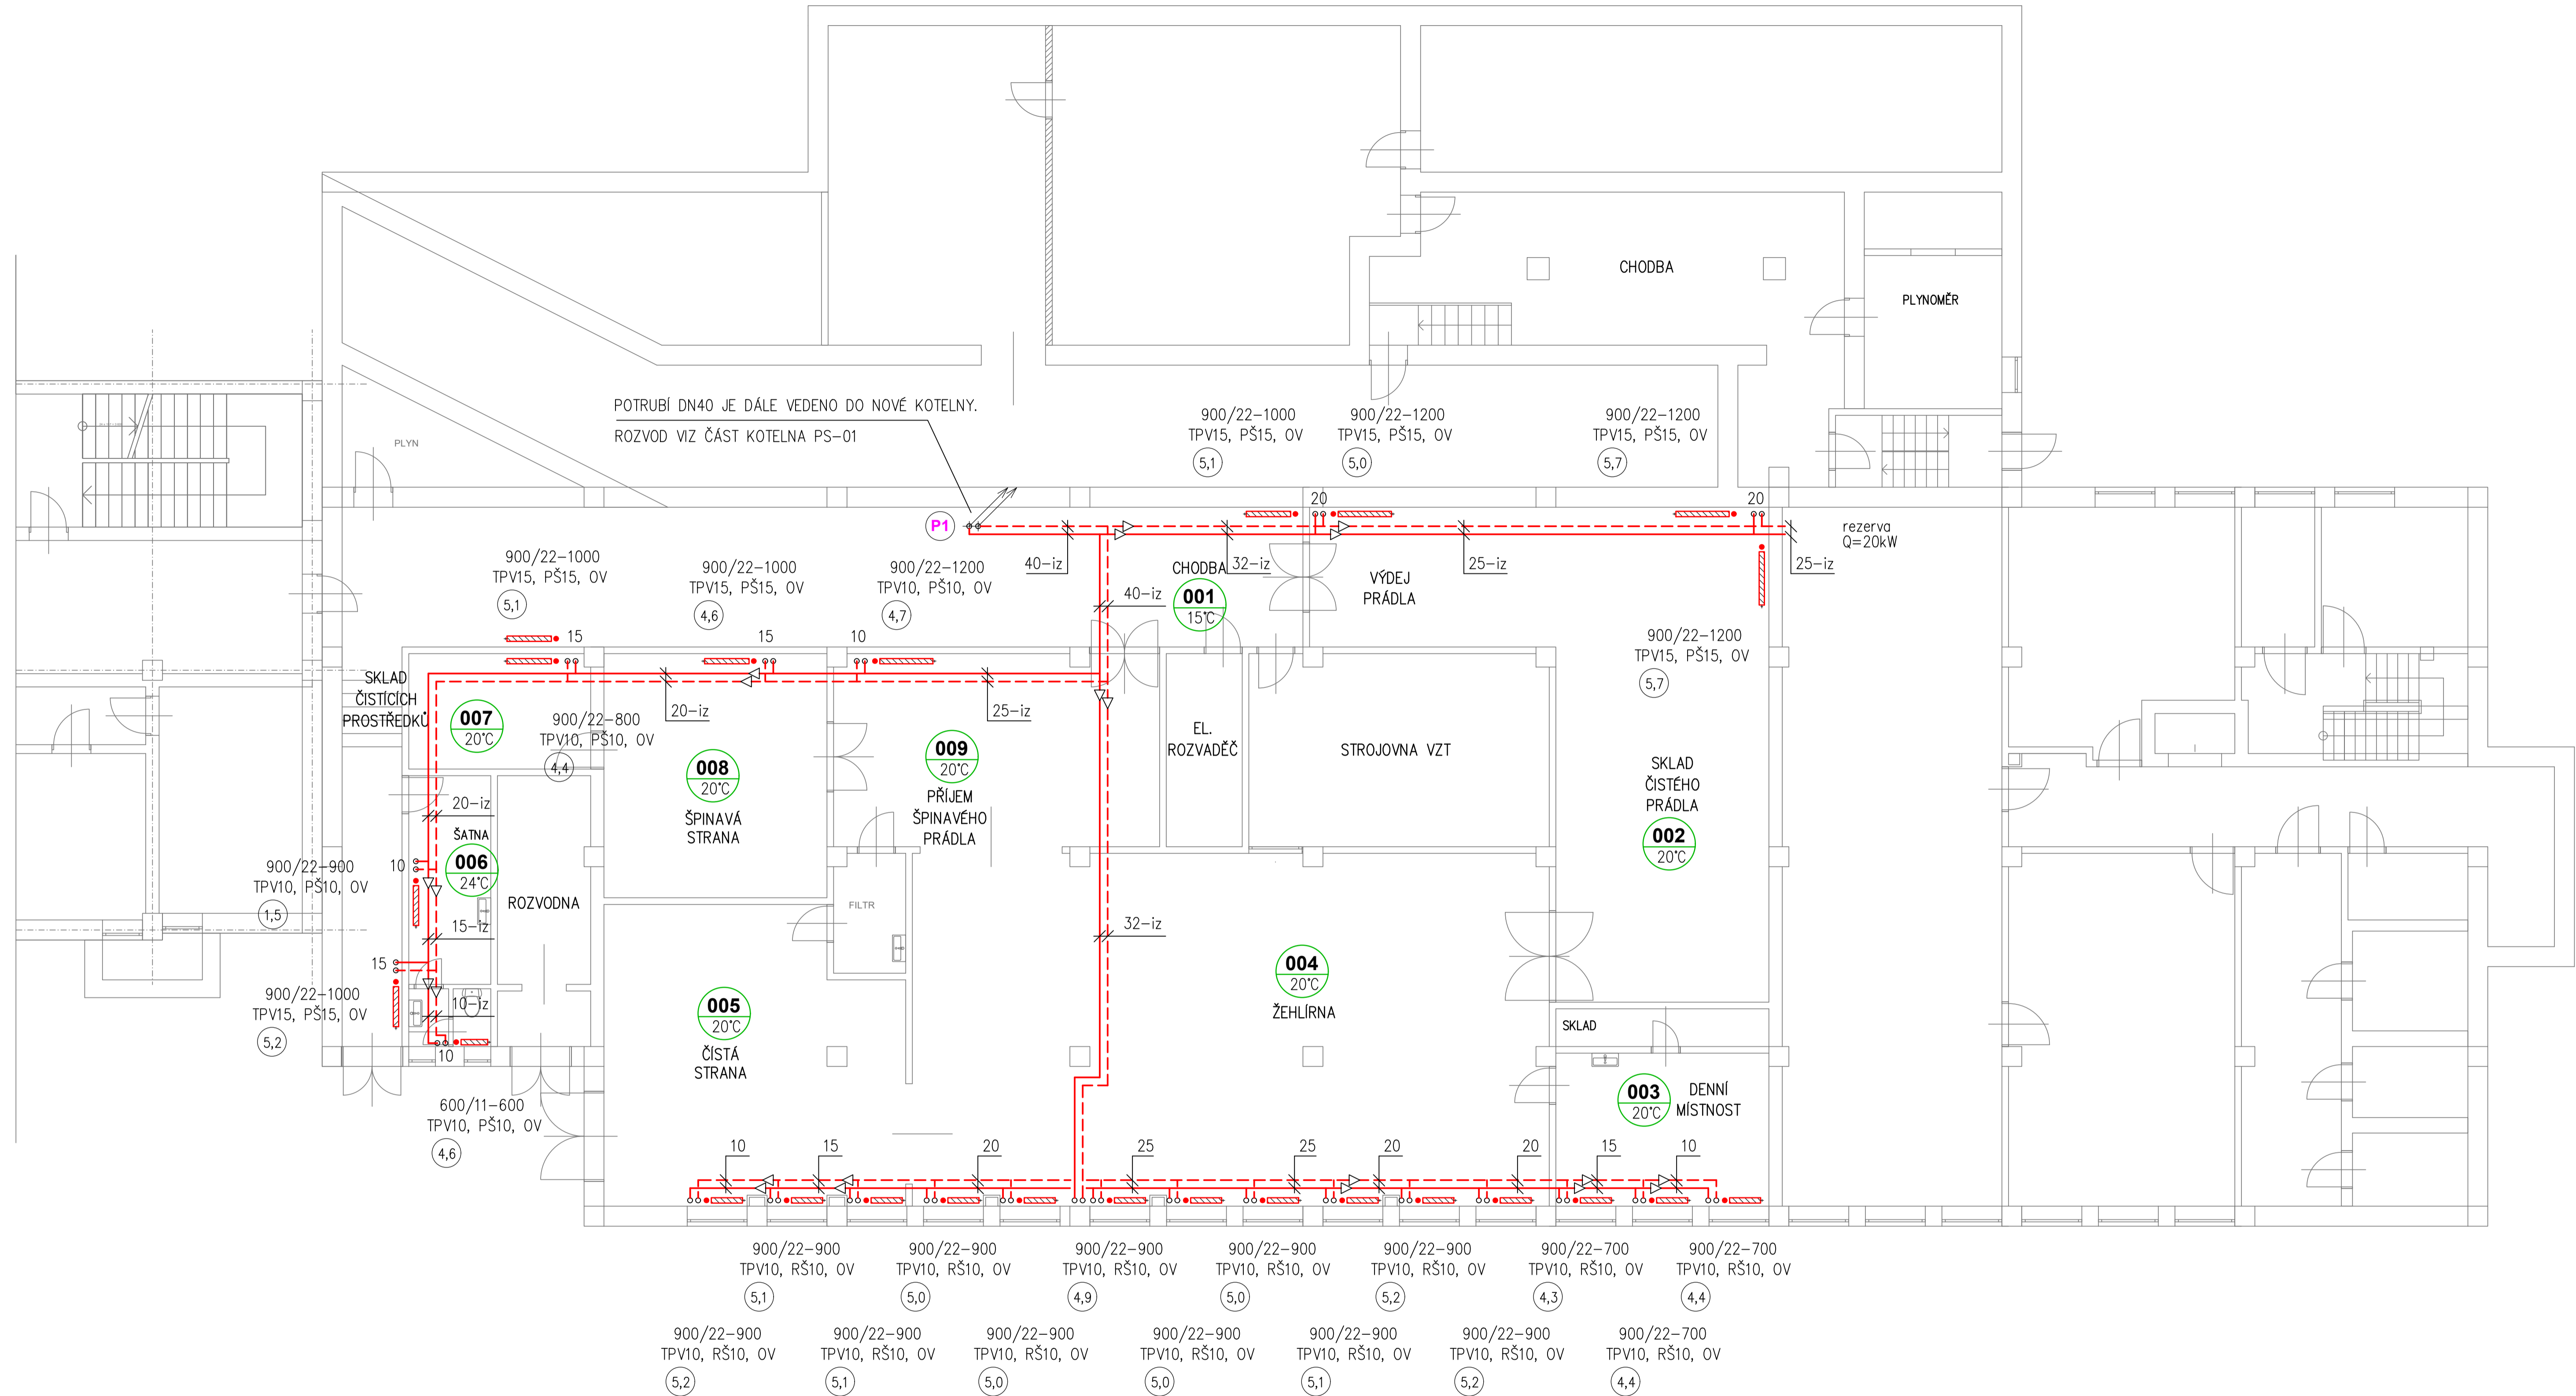 CHODBA
PLYNOMĚR
POTRUBÍ DN40 JE DÁLE VEDENO DO NOVÉ KOTELNY.
ROZVOD VIZ ČÁST KOTELNA PS-01
PLYN
900/22-1000
TPV15, PŠ15, OV
5,1
900/22-1200
TPV15, PŠ15, OV
5,0
900/22-1200
TPV15, PŠ15, OV
5,7
20
20
P1
rezerva
Q=20kW
40-iz
32-iz
25-iz
25-iz
900/22-1000
TPV15, PŠ15, OV
5,1
900/22-1000
TPV15, PŠ15, OV
4,6
900/22-1200
TPV10, PŠ10, OV
4,7
CHODBA
001
15°C
40-iz
VÝDEJ
PRÁDLA
15
15
10
900/22-1200
TPV15, PŠ15, OV
5,7
SKLAD
ČISTÍCÍCH
PROSTŘEDKŮ
007
20°C
20-iz
25-iz
900/22-800
TPV10, PŠ10, OV
4,4
008
20°C
ŠPINAVÁ
STRANA
009
20°C
PŘÍJEM
ŠPINAVÉHO
PRÁDLA
EL.
ROZVADĚČ
STROJOVNA VZT
SKLAD
ČISTÉHO
PRÁDLA
002
20°C
20-iz
ŠATNA
006
24°C
10
900/22-900
TPV10, PŠ10, OV
1,5
ROZVODNA
FILTR
15-iz
32-iz
15
900/22-1000
TPV15, PŠ15, OV
5,2
10-iz
10
005
20°C
ČÍSTÁ
STRANA
004
20°C
ŽEHLÍRNA
SKLAD
003
20°C
DENNÍ
MÍSTNOST
600/11-600
TPV10, PŠ10, OV
4,6
10
15
20
25
25
20
20
15
10
900/22-900
TPV10, RŠ10, OV
5,1
900/22-900
TPV10, RŠ10, OV
5,0
900/22-900
TPV10, RŠ10, OV
4,9
900/22-900
TPV10, RŠ10, OV
5,0
900/22-900
TPV10, RŠ10, OV
5,2
900/22-700
TPV10, RŠ10, OV
4,3
900/22-700
TPV10, RŠ10, OV
4,4
900/22-900
TPV10, RŠ10, OV
5,2
900/22-900
TPV10, RŠ10, OV
5,1
900/22-900
TPV10, RŠ10, OV
5,0
900/22-900
TPV10, RŠ10, OV
5,0
900/22-900
TPV10, RŠ10, OV
5,1
900/22-900
TPV10, RŠ10, OV
5,2
900/22-700
TPV10, RŠ10, OV
4,4